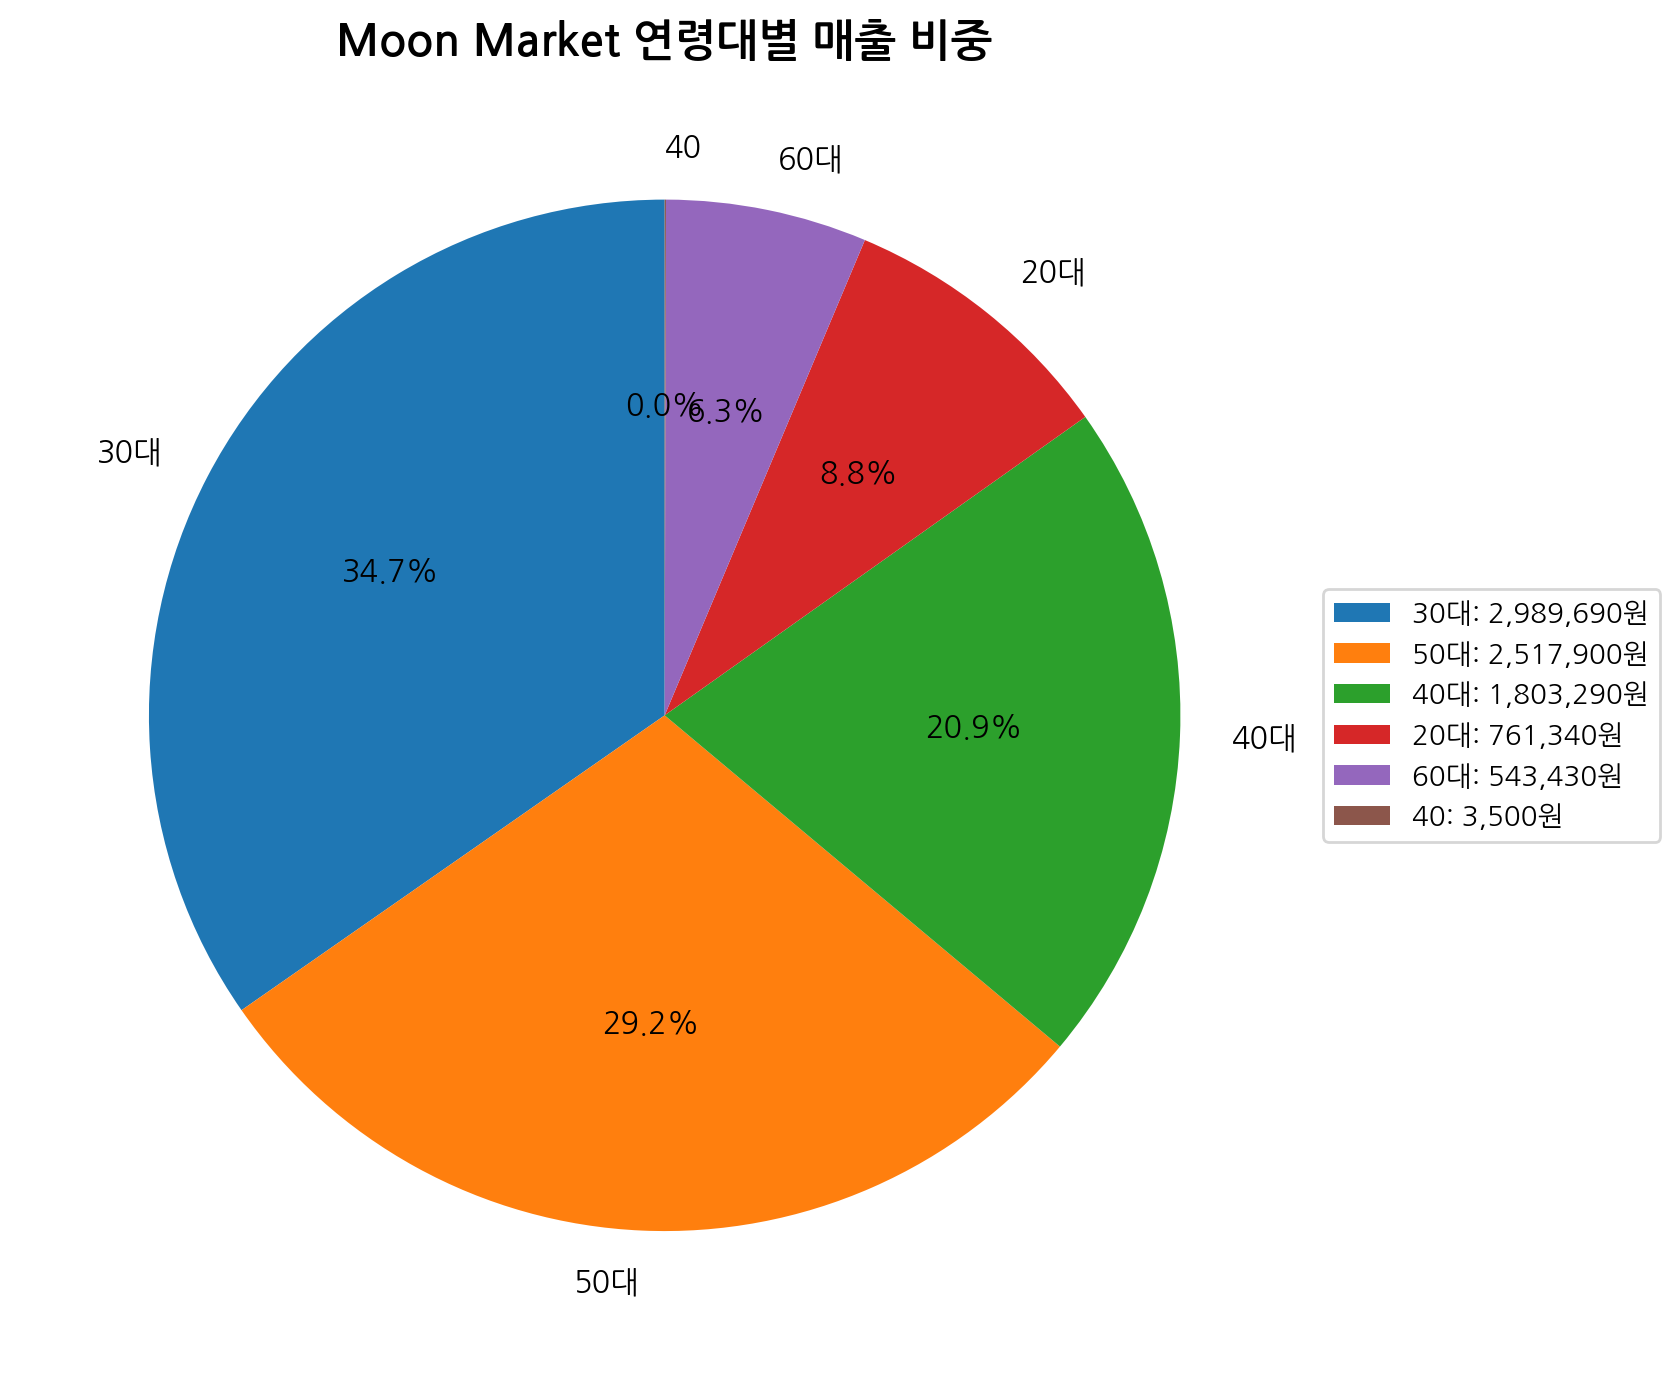 Moon Market 연령대별 매출 비중
40
60대
20대
30대
0.0%
6.3%
8.8%
34.7%
20.9%
40대
29.2%
50대
30대: 2,989,690원
50대: 2,517,900원
40대: 1,803,290원
20대: 761,340원
60대: 543,430원
40: 3,500원